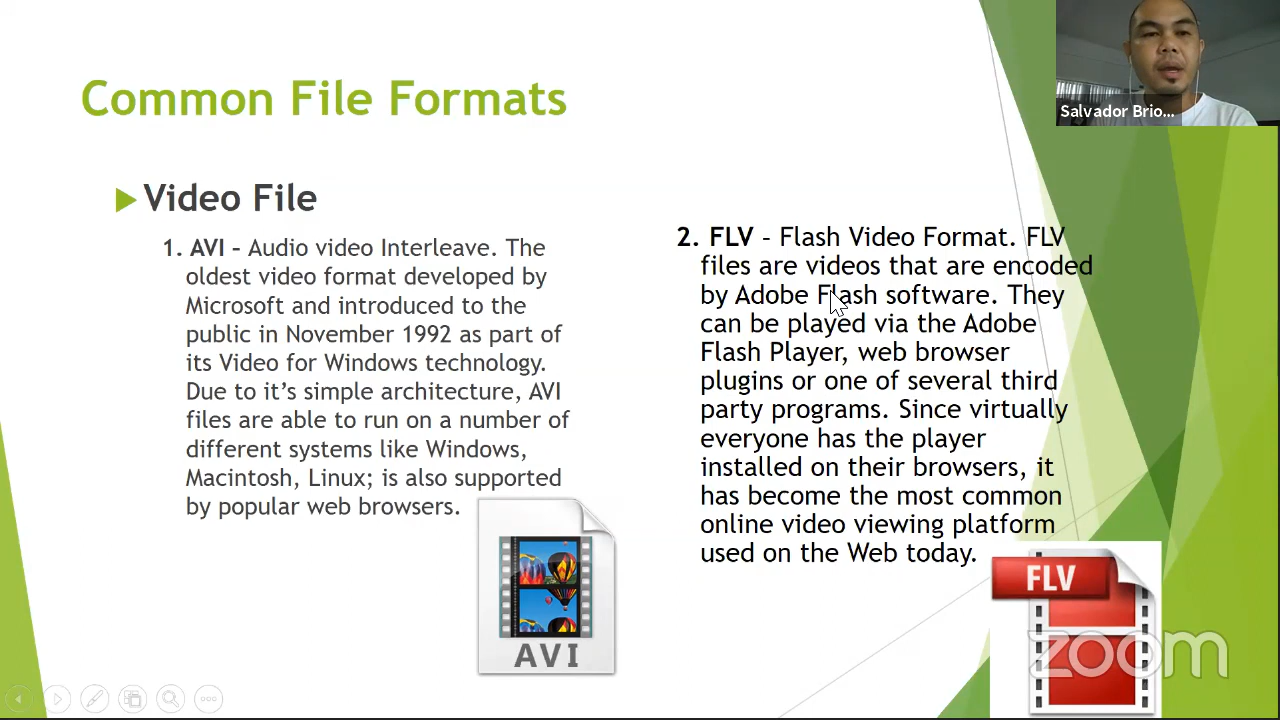 Common File Formats
Salvador Brio...
Video File
1. AVI – Audio video Interleave. The
oldest video format developed by
Microsoft and introduced to the
public in November 1992 as part of
its Video for Windows technology.
Due to it’s simple architecture, AVI
files are able to run on a number of
different systems like Windows,
Macintosh, Linux; is also supported
by popular web browsers.
AVI
2. FLV – Flash Video Format. FLV
files are videos that are encoded
by Adobe Flash software. They
can be played via the Adobe
Flash Player, web browser
plugins or one of several third
party programs. Since virtually
everyone has the player
installed on their browsers, it
has become the most common
online video viewing platform
used on the Web today.
FLV
zoom